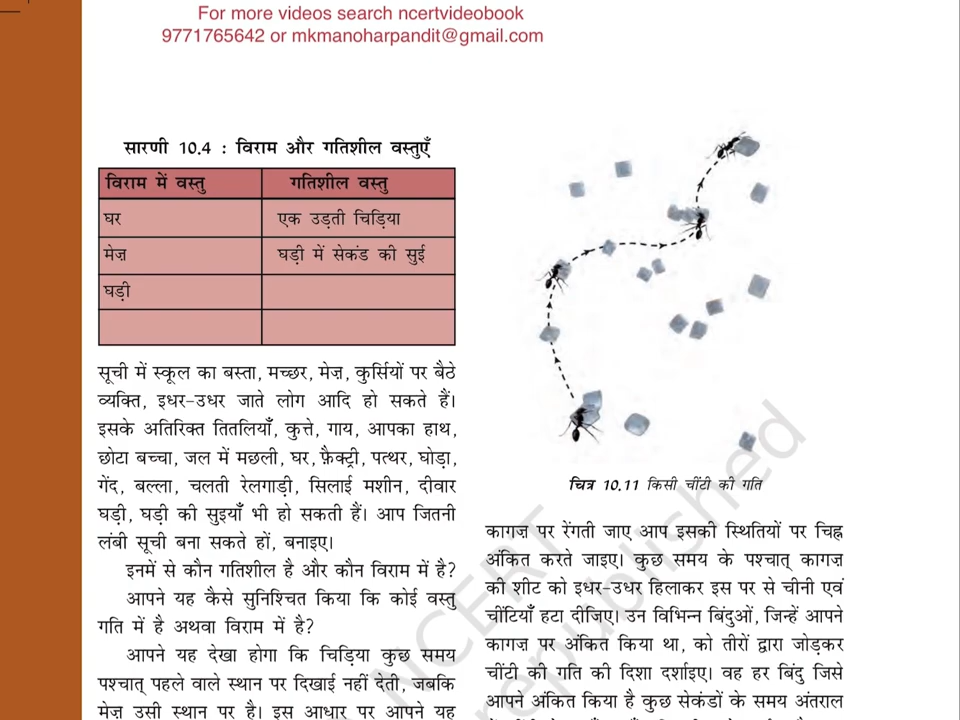 For more videos search ncertvideobook
9771765642 or mkmanoharpandit@gmail.com
सारणी 10.4 : विराम और गतिशील वस्तुएँ
विराम में वस्तु गतिशील वस्तु
घर एक उड़ती चिड़िया
मेज़ घड़ी में सेकंड की सुई
घड़ी
सूची में स्कूल का बस्ता, मच्छर, मेज़, कुर्सियों पर बैठे
व्यक्ति, इधर-उधर जाते लोग आदि हो सकते हैं।
इसके अतिरिक्त तितलियाँ, कुत्ते, गाय, आपका हाथ,
छोटा बच्चा, जल में मछली, घर, फ़ैक्ट्री, पत्थर, घोड़ा,
गेंद, बल्ला, चलती रेलगाड़ी, सिलाई मशीन, दीवार
घड़ी, घड़ी की सुइयाँ भी हो सकती हैं। आप जितनी
लंबी सूची बना सकते हों, बनाइए।
इनमें से कौन गतिशील है और कौन विराम में है?
आपने यह कैसे सुनिश्चित किया कि कोई वस्तु
गति में है अथवा विराम में है?
आपने यह देखा होगा कि चिड़िया कुछ समय
पश्चात् पहले वाले स्थान पर दिखाई नहीं देती, जबकि
मेज़ उसी स्थान पर है। इस आधार पर आपने यह
चित्र 10.11 किसी चींटी की गति
कागज़ पर रेंगती जाए आप इसकी स्थितियों पर चिह्न
अंकित करते जाइए। कुछ समय के पश्चात् कागज़
की शीट को इधर-उधर हिलाकर इस पर से चीनी एवं
चींटियाँ हटा दीजिए। उन विभिन्न बिंदुओं, जिन्हें आपने
कागज़ पर अंकित किया था, को तीरों द्वारा जोड़कर
चींटी की गति की दिशा दर्शाइए। वह हर बिंदु जिसे
आपने अंकित किया है कुछ सेकंडों के समय अंतराल
NCERT
republished